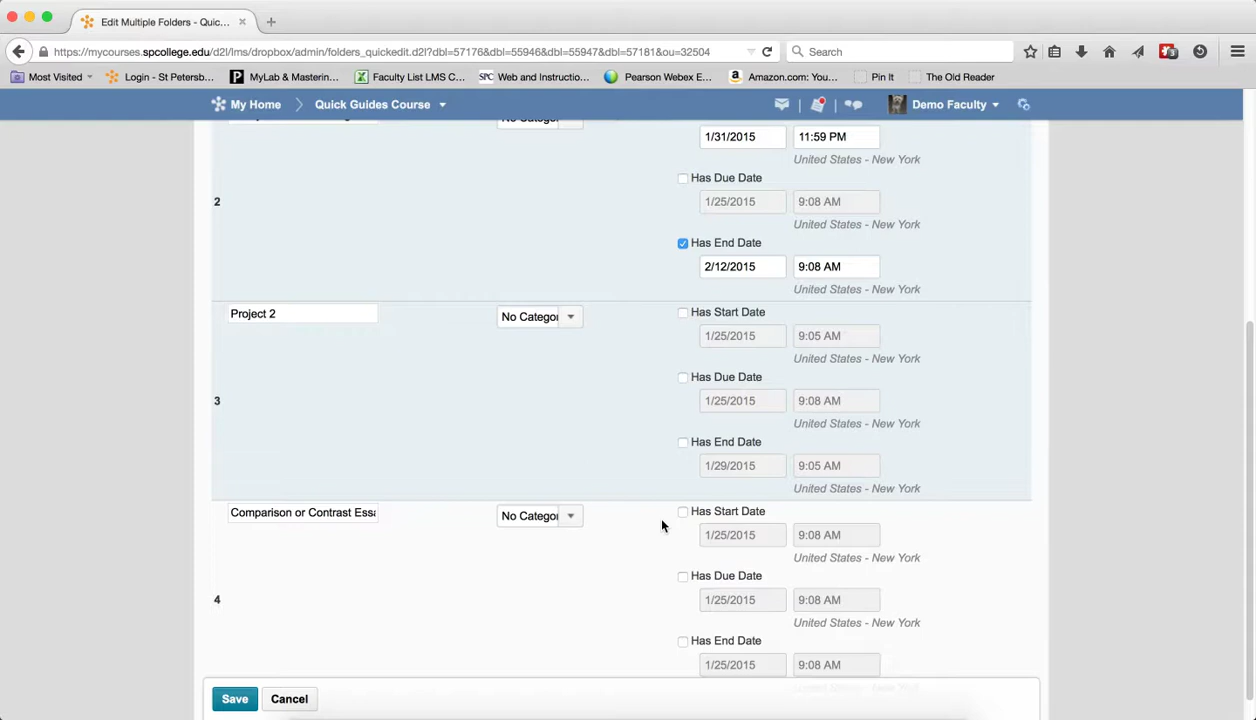 Edit Multiple Folders - Quic...
https://mycourses.spcollege.edu/d2l/lms/dropbox/admin/folders_quickedit.d2l?dbl=57176&dbl=55946&dbl=55947&dbl=57181&ou=32504
Search
Most Visited
Login - St Petersb...
MyLab & Masterin...
Faculty List LMS C...
SPC Web and Instructio...
Pearson Webex E...
Amazon.com: You...
Pin It
The Old Reader
My Home
Quick Guides Course
Demo Faculty
No Categor
1/31/2015 11:59 PM
United States - New York
Has Due Date
2
1/25/2015 9:08 AM
United States - New York
Has End Date
2/12/2015 9:08 AM
United States - New York
Project 2
No Categor
Has Start Date
1/25/2015 9:05 AM
United States - New York
Has Due Date
3
1/25/2015 9:08 AM
United States - New York
Has End Date
1/29/2015 9:05 AM
United States - New York
Comparison or Contrast Essa
No Categor
Has Start Date
1/25/2015 9:08 AM
United States - New York
Has Due Date
4
1/25/2015 9:08 AM
United States - New York
Has End Date
1/25/2015 9:08 AM
Save
Cancel